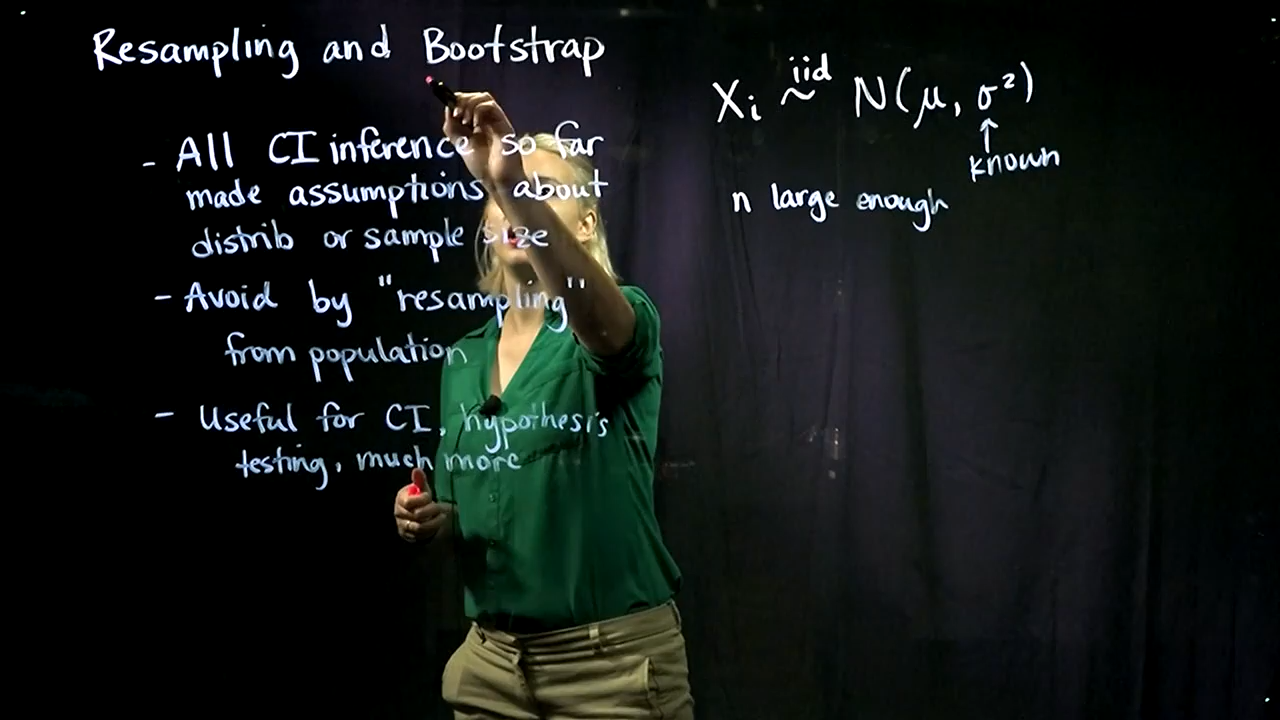 Resampling and Bootstrap
- All CI inference so far
made assumptions about
distrib or sample size
- Avoid by "resampling"
from population
- Useful for CI, hypothesis
testing, much more
Xi iid ~ N(μ, σ²)
↑
known
n large enough